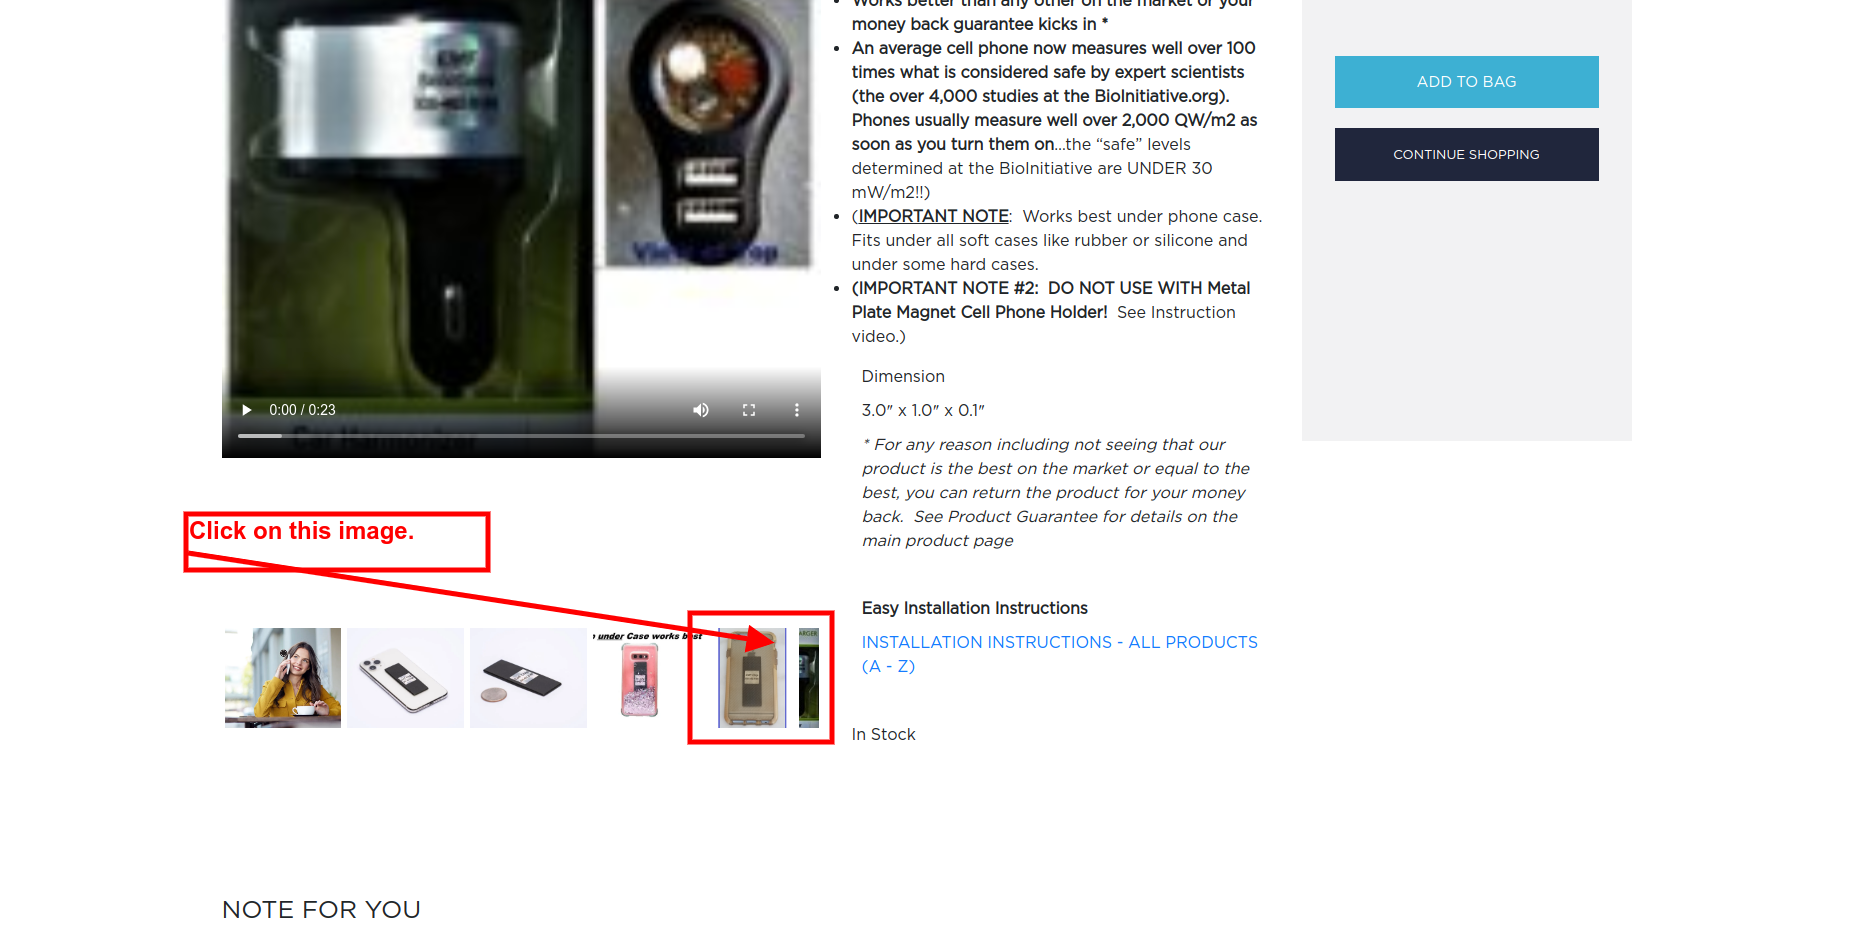 Works better than any other on the market or your
money back guarantee kicks in *
An average cell phone now measures well over 100
times what is considered safe by expert scientists
(the over 4,000 studies at the BioInitiative.org).
Phones usually measure well over 2,000 QW/m2 as
soon as you turn them on...the “safe” levels
determined at the BioInitiative are UNDER 30
mW/m2!!)
(IMPORTANT NOTE:  Works best under phone case.
Fits under all soft cases like rubber or silicone and
under some hard cases.
(IMPORTANT NOTE #2:  DO NOT USE WITH Metal
Plate Magnet Cell Phone Holder!  See Instruction
video.)
Dimension
3.0″ x 1.0″ x 0.1″
* For any reason including not seeing that our
product is the best on the market or equal to the
best, you can return the product for your money
back.  See Product Guarantee for details on the
main product page
Easy Installation Instructions
INSTALLATION INSTRUCTIONS - ALL PRODUCTS
(A - Z)
In Stock
ADD TO BAG
CONTINUE SHOPPING
View of Top
Car Harmonizer
0:00 / 0:23
Click on this image.
under Case works best
ARGER
NOTE FOR YOU